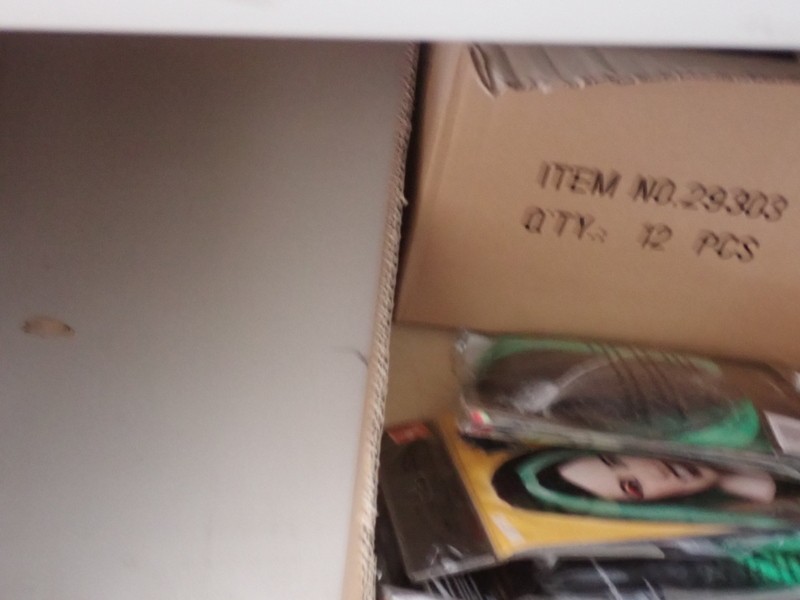 ITEM NO.29303
Q'TY: 12 PCS